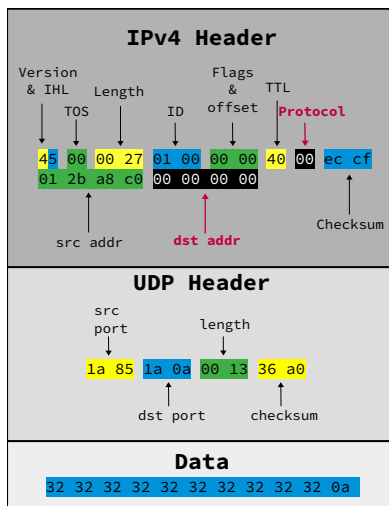 IPv4 Header
Version & IHL
TOS
Length
ID
Flags & offset
TTL
Protocol
45 00 00 27 01 00 00 00 40 00 ec cf
01 2b a8 c0 00 00 00 00
src addr
dst addr
Checksum
UDP Header
src port
length
1a 85 1a 0a 00 13 36 a0
dst port
checksum
Data
32 32 32 32 32 32 32 32 32 32 0a